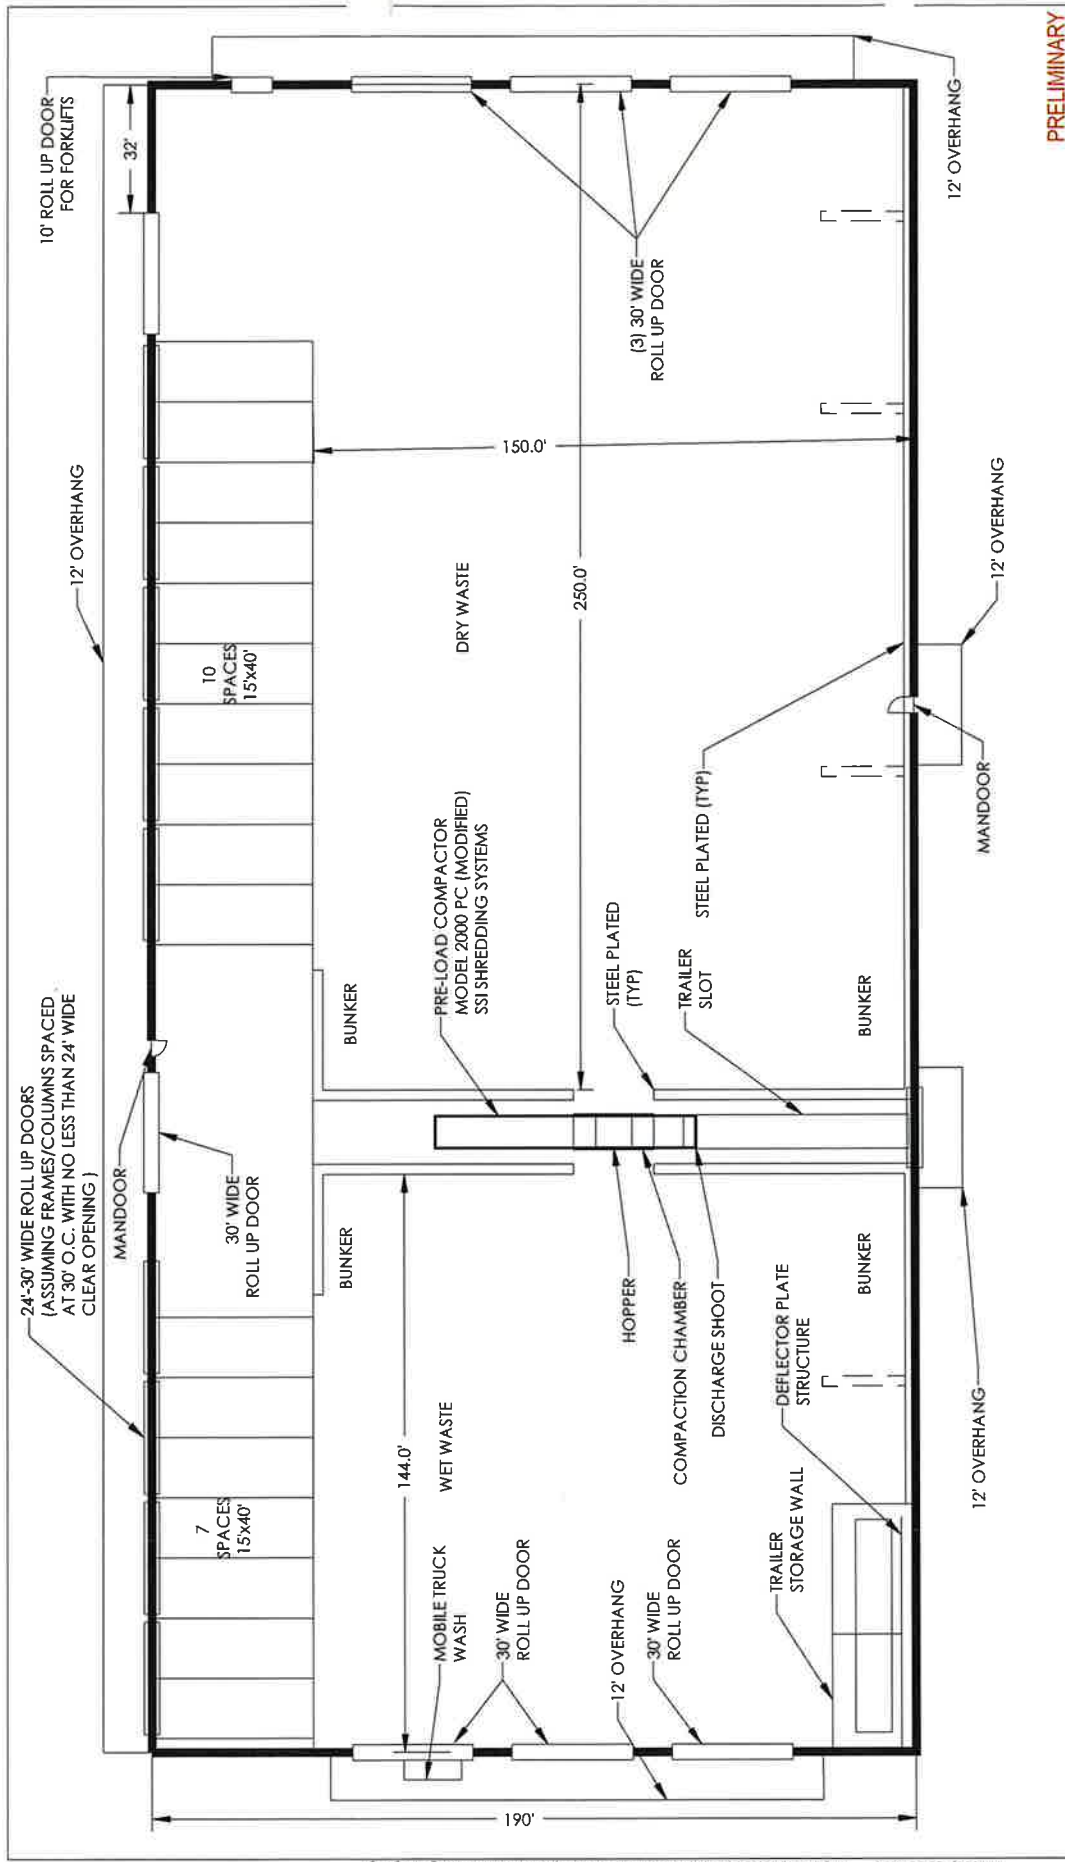 PRELIMINARY
24'-30' WIDE ROLL UP DOORS
(ASSUMING FRAMES/COLUMNS SPACED
AT 30' O.C. WITH NO LESS THAN 24' WIDE
CLEAR OPENING )
MANDOOR
30' WIDE
ROLL UP DOOR
12' OVERHANG
10' ROLL UP DOOR
FOR FORKLIFTS
32'
7
SPACES
15'x40'
10
SPACES
15'x40'
190'
144.0'
150.0'
250.0'
BUNKER
BUNKER
WET WASTE
DRY WASTE
MOBILE TRUCK
WASH
30' WIDE
ROLL UP DOOR
PRE-LOAD COMPACTOR
MODEL 2000 PC (MODIFIED)
SSI SHREDDING SYSTEMS
(3) 30' WIDE
ROLL UP DOOR
12' OVERHANG
30' WIDE
ROLL UP DOOR
HOPPER
COMPACTION CHAMBER
DISCHARGE SHOOT
STEEL PLATED
(TYP)
TRAILER
SLOT
STEEL PLATED (TYP)
TRAILER
STORAGE WALL
DEFLECTOR PLATE
STRUCTURE
BUNKER
BUNKER
12' OVERHANG
MANDOOR
12' OVERHANG
12' OVERHANG